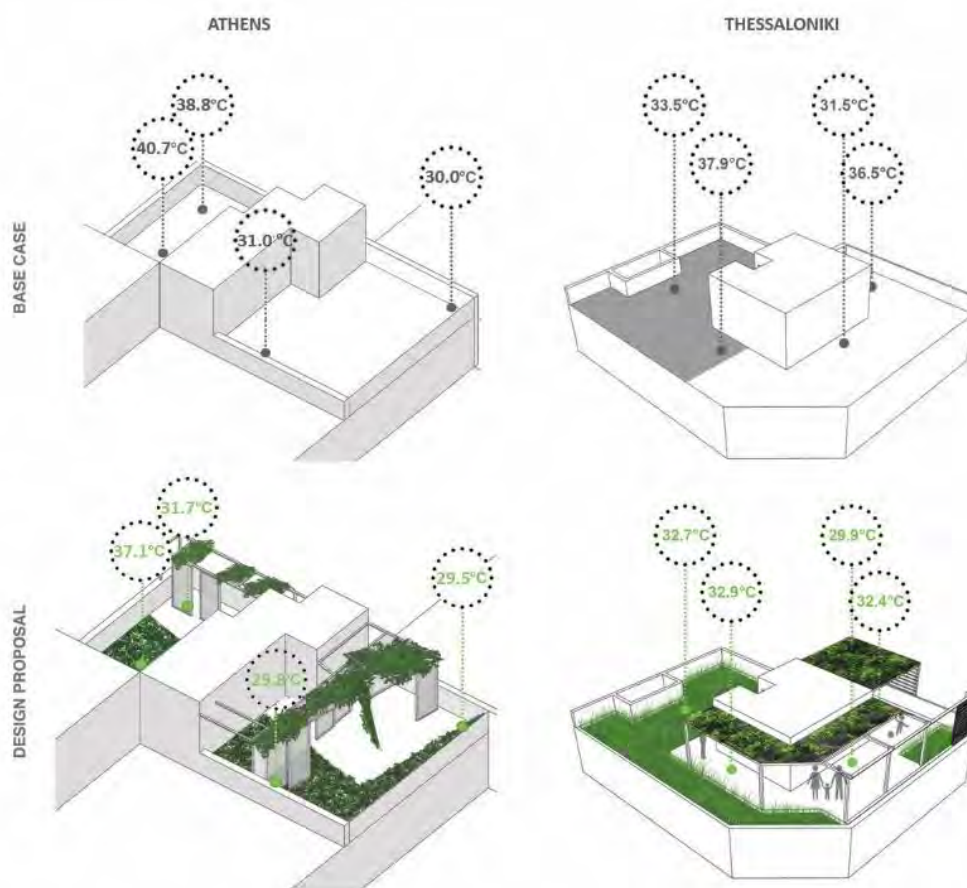 ATHENS
THESSALONIKI
BASE CASE
38.8°C
40.7°C
30.0°C
31.0°C
33.5°C
31.5°C
37.9°C
36.5°C
DESIGN PROPOSAL
31.7°C
37.1°C
29.5°C
29.8°C
32.7°C
29.9°C
32.9°C
32.4°C